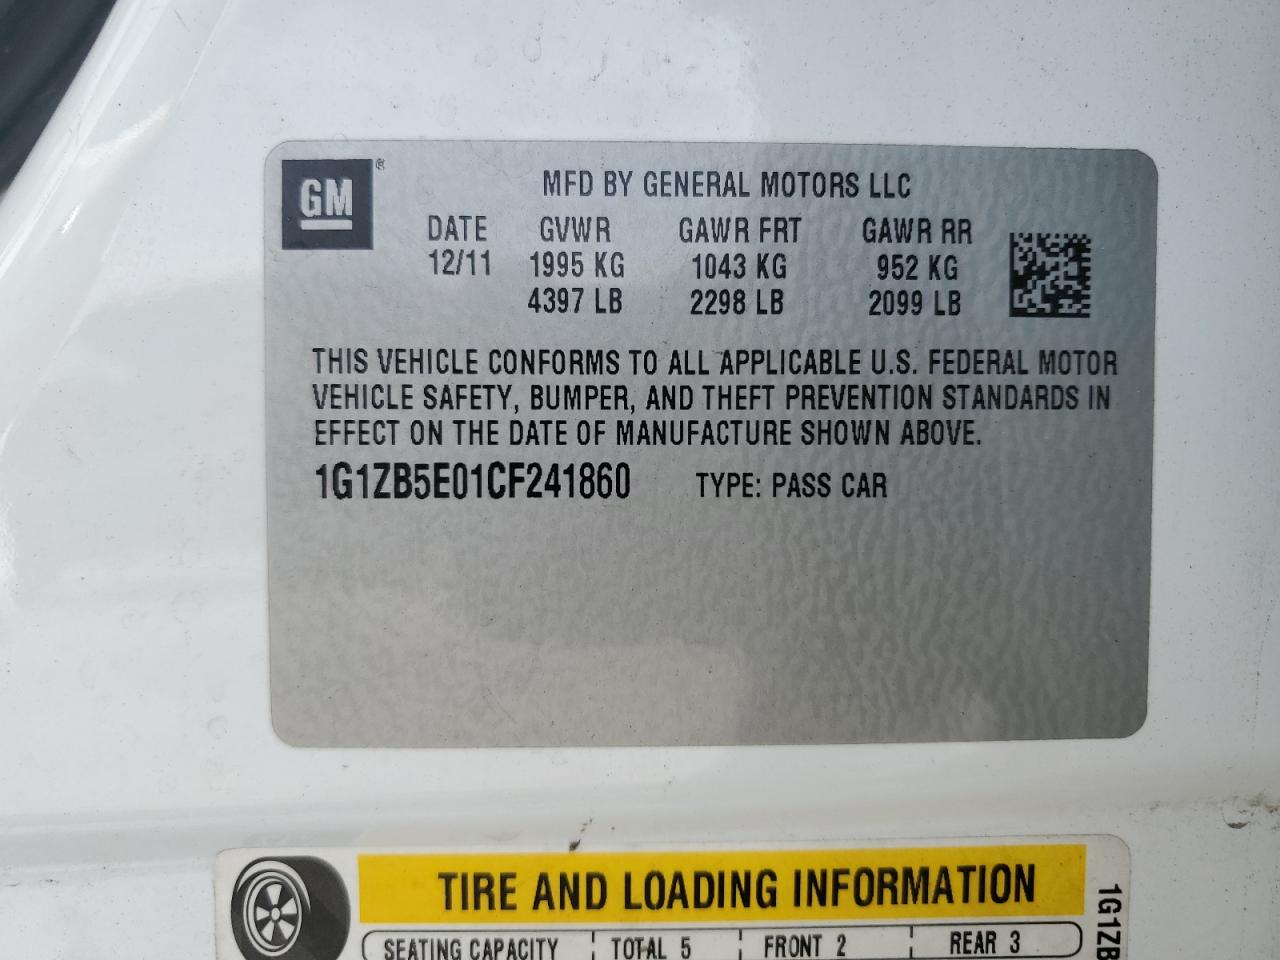 GM ®
MFD BY GENERAL MOTORS LLC
DATE GVWR GAWR FRT GAWR RR
12/11 1995 KG 1043 KG 952 KG
4397 LB 2298 LB 2099 LB
THIS VEHICLE CONFORMS TO ALL APPLICABLE U.S. FEDERAL MOTOR
VEHICLE SAFETY, BUMPER, AND THEFT PREVENTION STANDARDS IN
EFFECT ON THE DATE OF MANUFACTURE SHOWN ABOVE.
1G1ZB5E01CF241860 TYPE: PASS CAR
TIRE AND LOADING INFORMATION
SEATING CAPACITY TOTAL 5 FRONT 2 REAR 3
1G1ZB